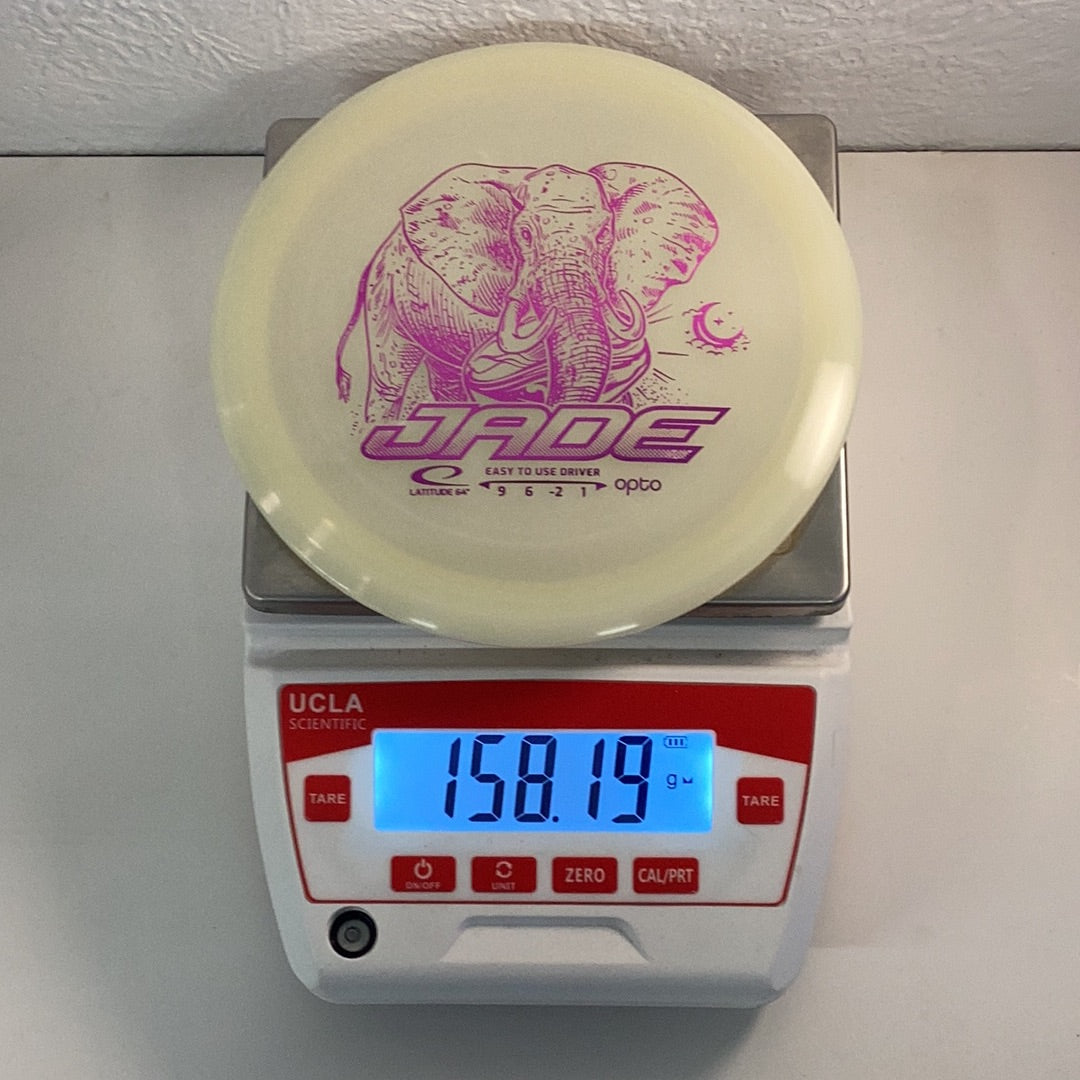 JADE
EASY TO USE DRIVER
LATITUDE 64° 9 6 -2 1 opto
UCLA
SCIENTIFIC
158.19 g
TARE
TARE
ON/OFF UNIT ZERO CAL/PRT